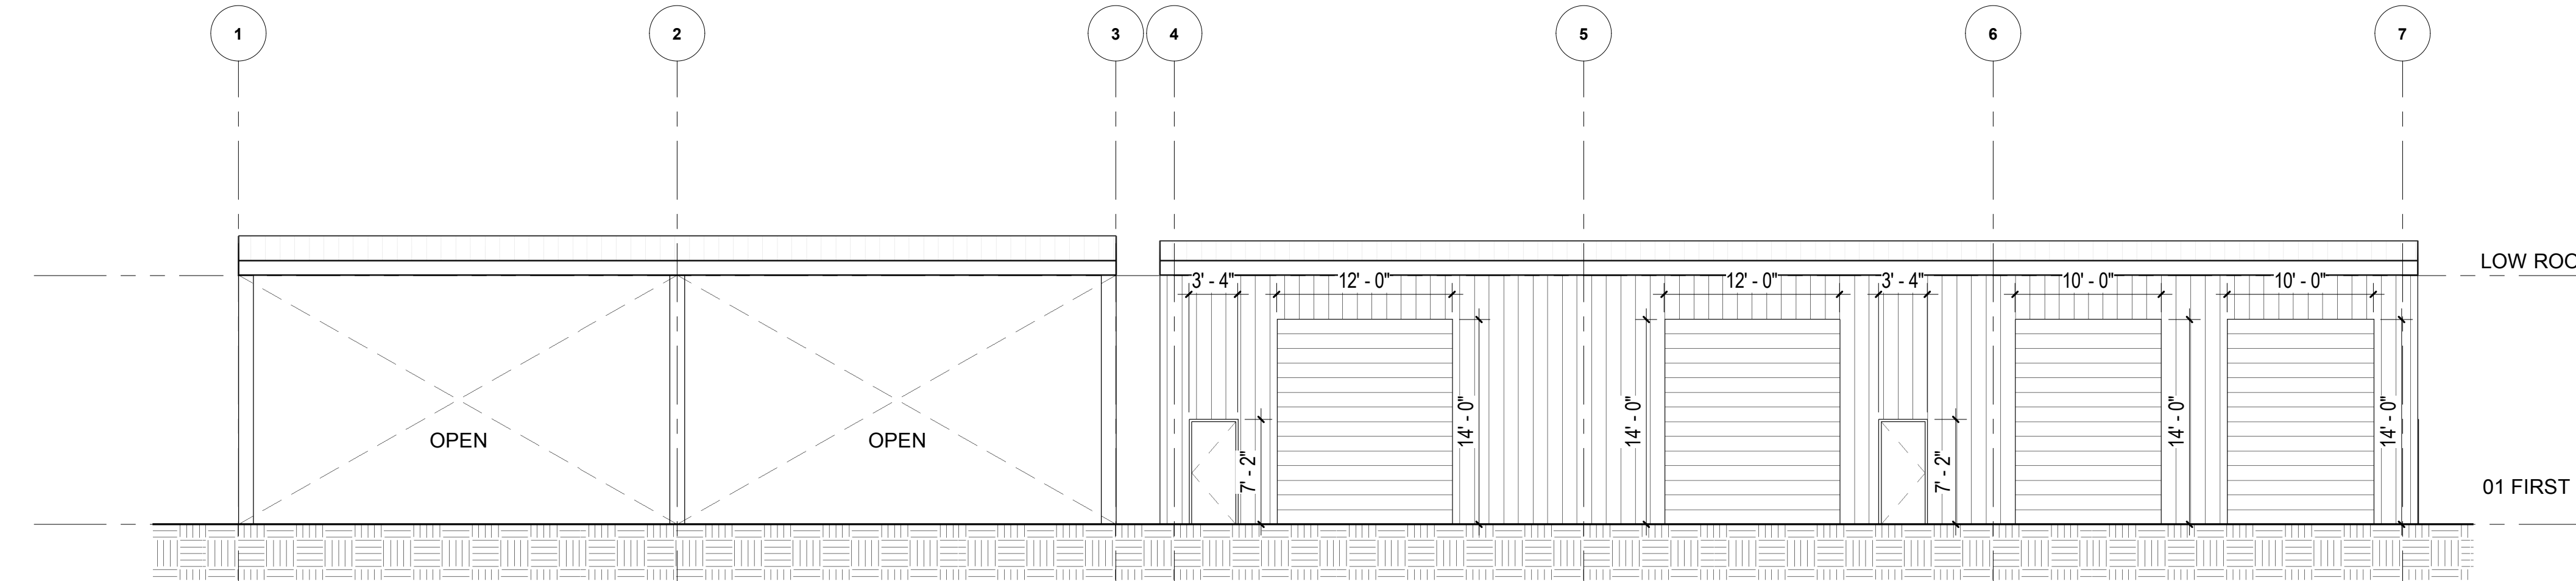 1
2
3
4
5
6
7
LOW ROO
3' - 4"
12' - 0"
12' - 0"
3' - 4"
10' - 0"
10' - 0"
OPEN
OPEN
7' - 2"
14' - 0"
14' - 0"
7' - 2"
14' - 0"
14' - 0"
01 FIRST